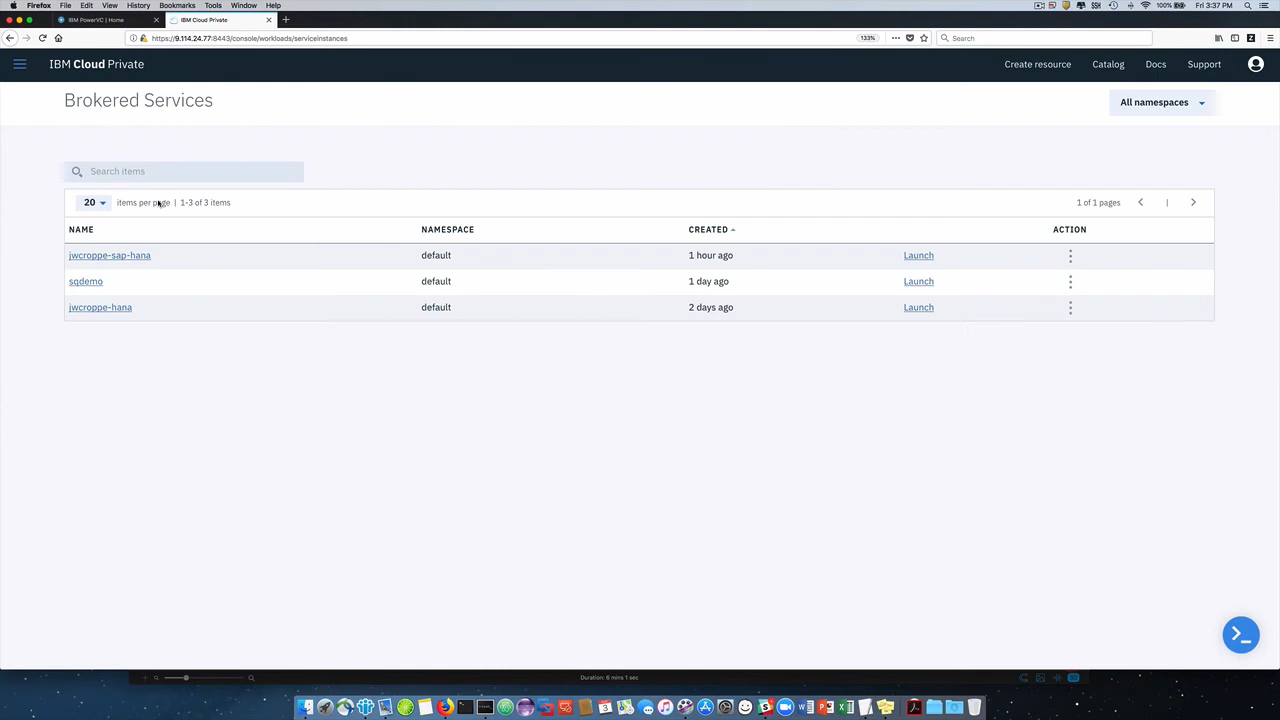 Firefox File Edit View History Bookmarks Tools Window Help
100% Fri 3:37 PM
IBM PowerVC | Home
IBM Cloud Private
https://9.114.24.77:8443/console/workloads/serviceinstances
133%
Search
IBM Cloud Private
Create resource Catalog Docs Support
Brokered Services
All namespaces
Search items
20 items per page | 1-3 of 3 items
1 of 1 pages
NAME NAMESPACE CREATED ACTION
jwcroppe-sap-hana default 1 hour ago Launch
sqdemo default 1 day ago Launch
jwcroppe-hana default 2 days ago Launch
Duration: 6 mins 1 sec